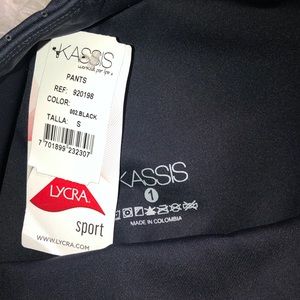 KASSIS
PANTS
REF: 920198
COLOR:
802.BLACK
TALLA: S
7 701899 232307
LYCRA.
sport
WWW.LYCRA.COM
KASSIS
1
MADE IN COLOMBIA